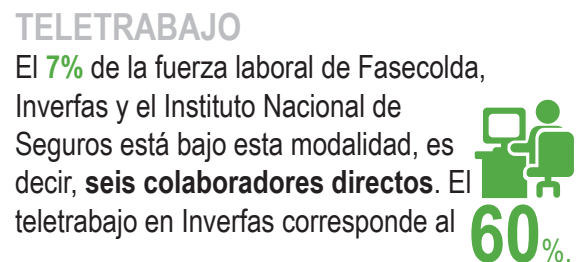 TELETRABAJO
El 7% de la fuerza laboral de Fasecolda,
Inverfas y el Instituto Nacional de
Seguros está bajo esta modalidad, es
decir, seis colaboradores directos. El
teletrabajo en Inverfas corresponde al 60%.